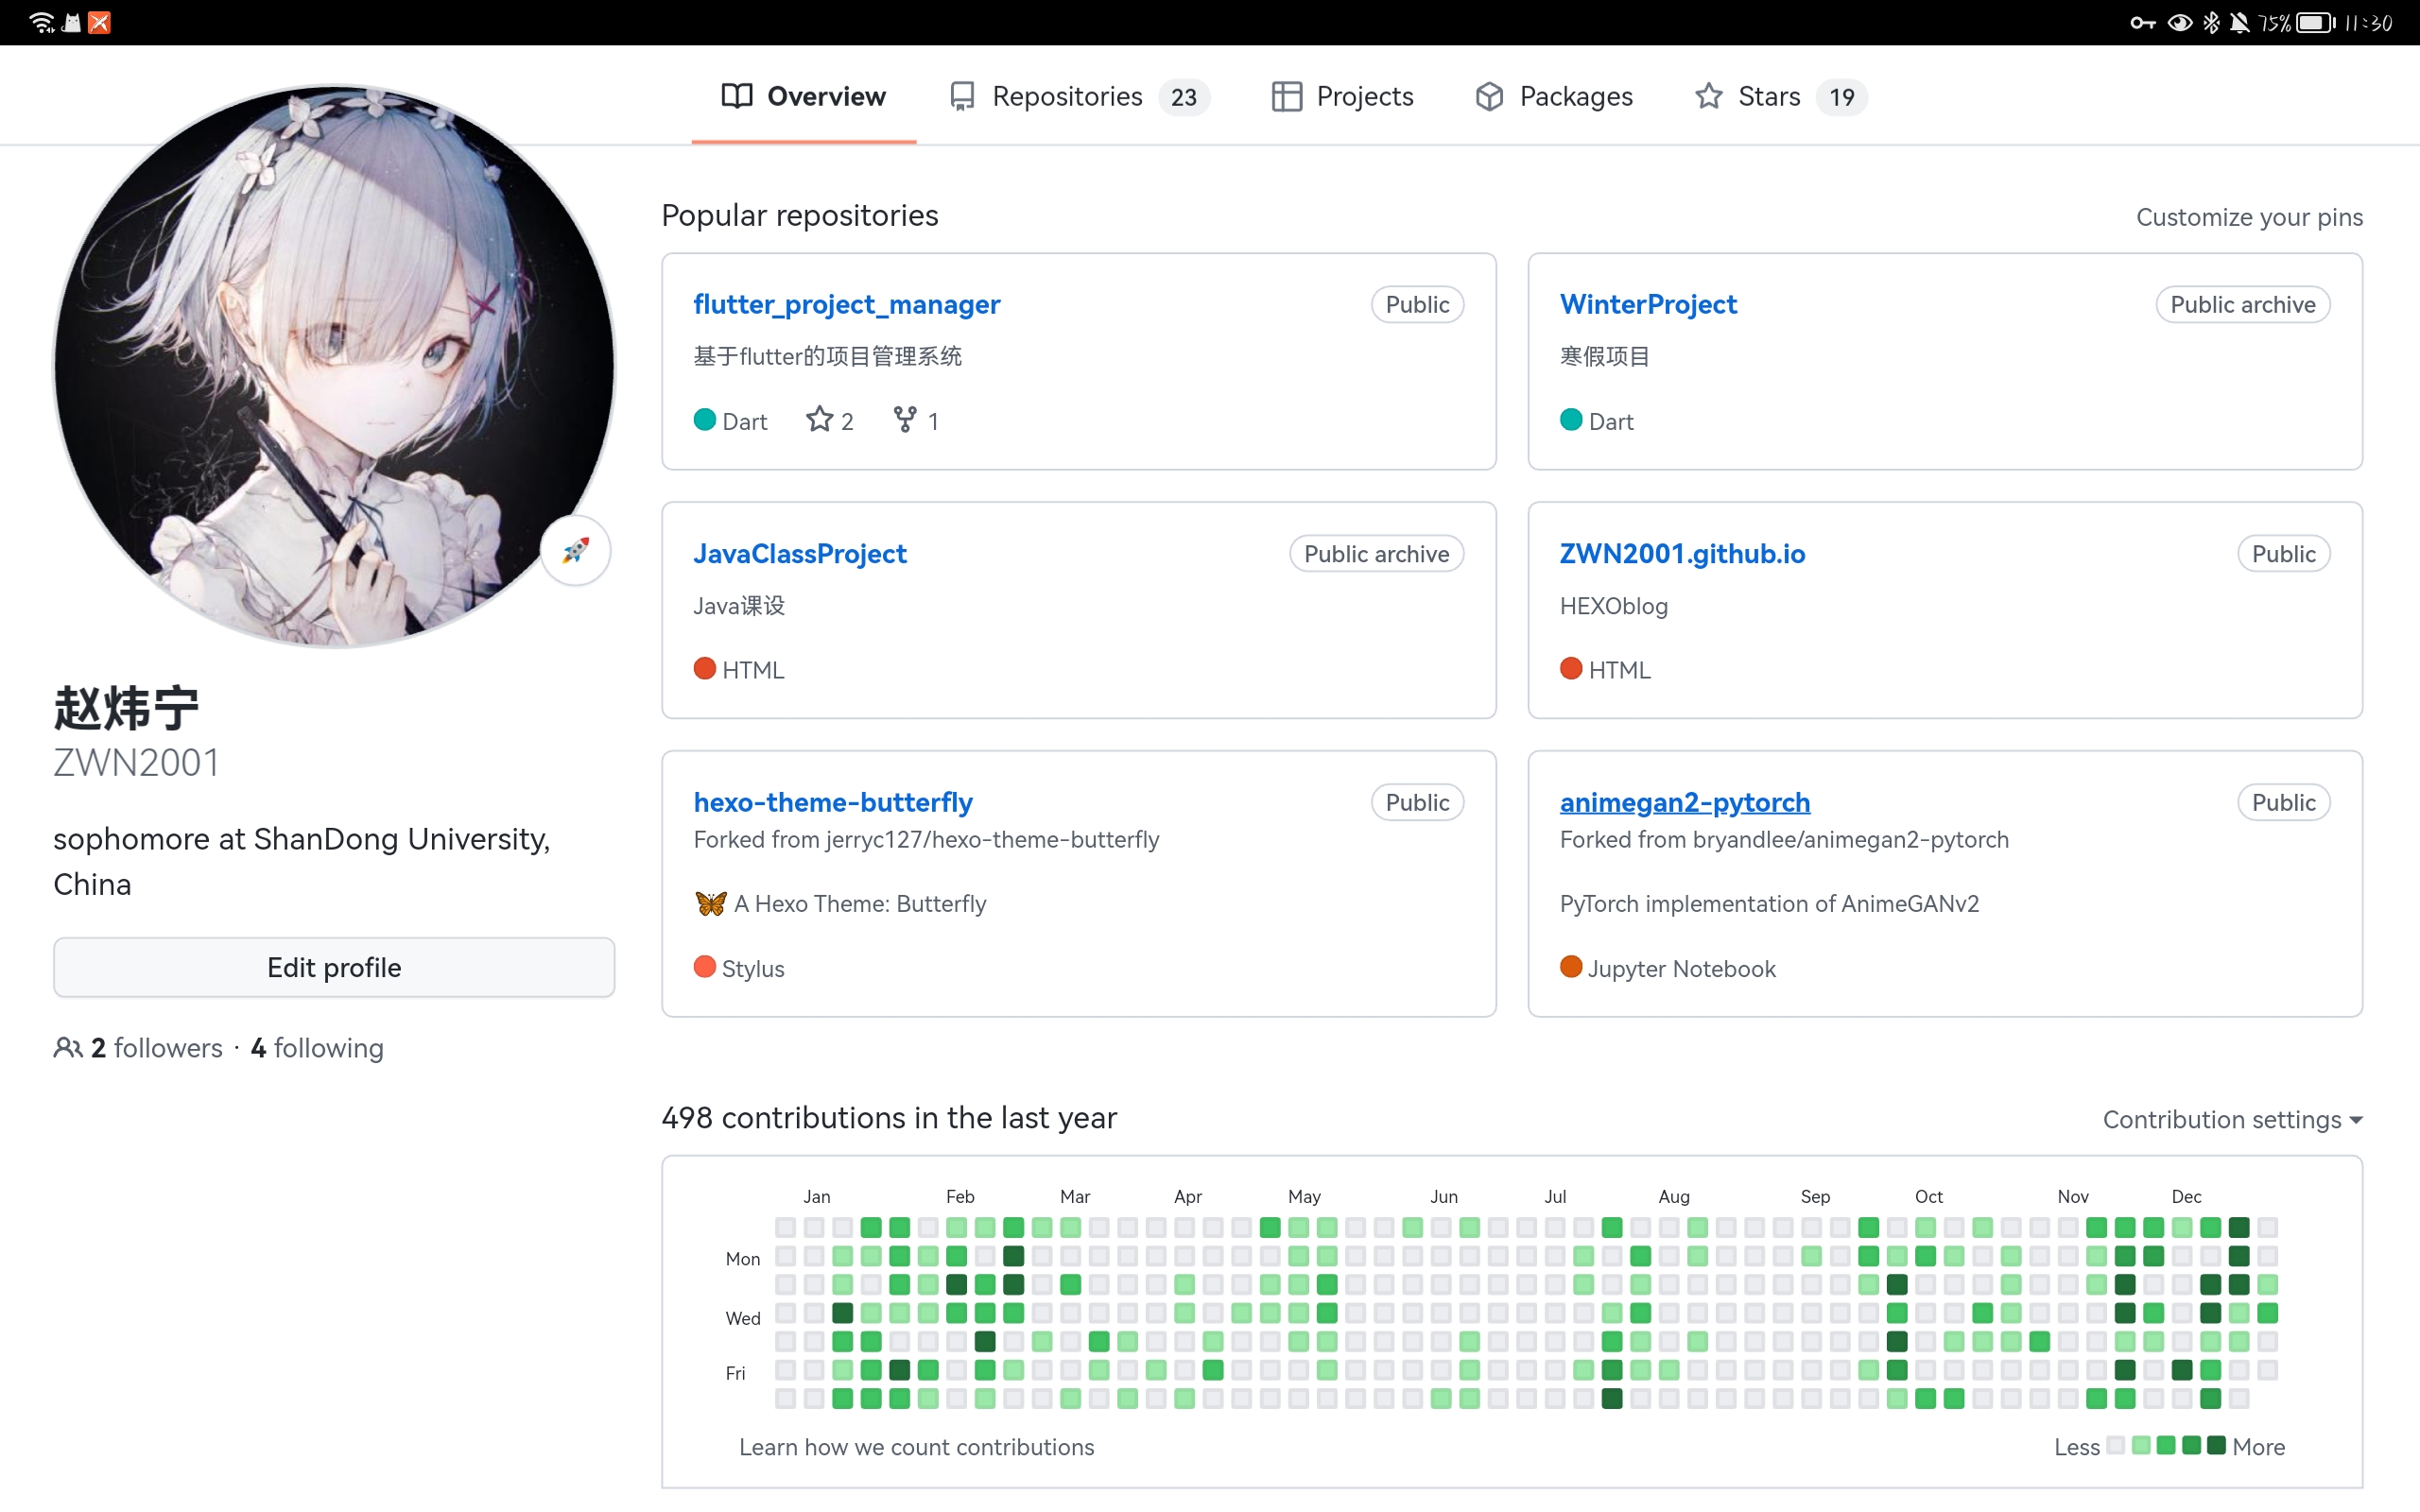 75% 11:30
Overview Repositories 23 Projects Packages Stars 19
Popular repositories Customize your pins
flutter_project_manager Public
基于flutter的项目管理系统
Dart 2 1
WinterProject Public archive
寒假项目
Dart
JavaClassProject Public archive
Java课设
HTML
ZWN2001.github.io Public
HEXOblog
HTML
hexo-theme-butterfly Public
Forked from jerryc127/hexo-theme-butterfly
🦋 A Hexo Theme: Butterfly
Stylus
animegan2-pytorch Public
Forked from bryandlee/animegan2-pytorch
PyTorch implementation of AnimeGANv2
Jupyter Notebook
赵炜宁
ZWN2001
sophomore at ShanDong University,
China
Edit profile
2 followers · 4 following
498 contributions in the last year Contribution settings
Jan Feb Mar Apr May Jun Jul Aug Sep Oct Nov Dec
Mon
Wed
Fri
Learn how we count contributions Less More